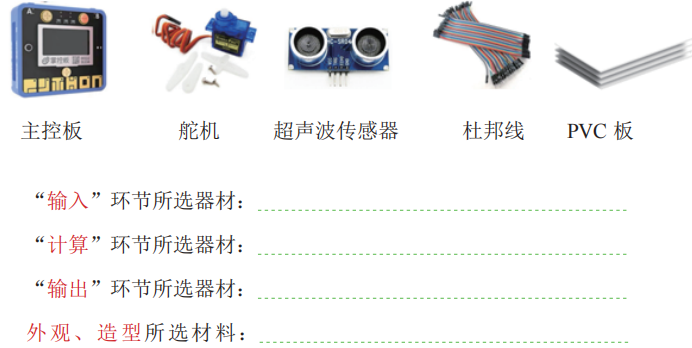 主控板 舵机 超声波传感器 杜邦线 PVC 板
“输入”环节所选器材：
“计算”环节所选器材：
“输出”环节所选器材：
外观、造型所选材料：